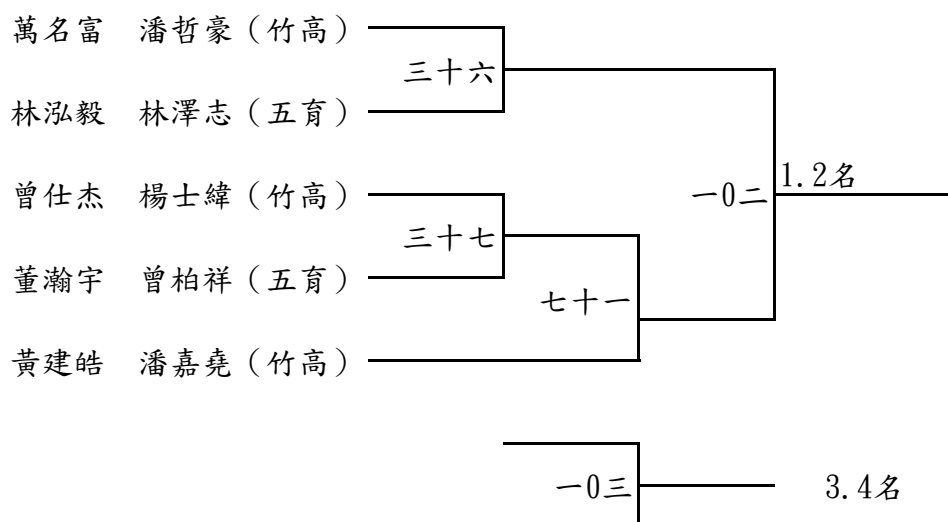 萬名富　潘哲豪（竹高）
三十六
林泓毅　林澤志（五育）
曾仕杰　楊士緯（竹高）
一0二
1.2名
三十七
董瀚宇　曾柏祥（五育）
七十一
黃建皓　潘嘉堯（竹高）
一0三
3.4名